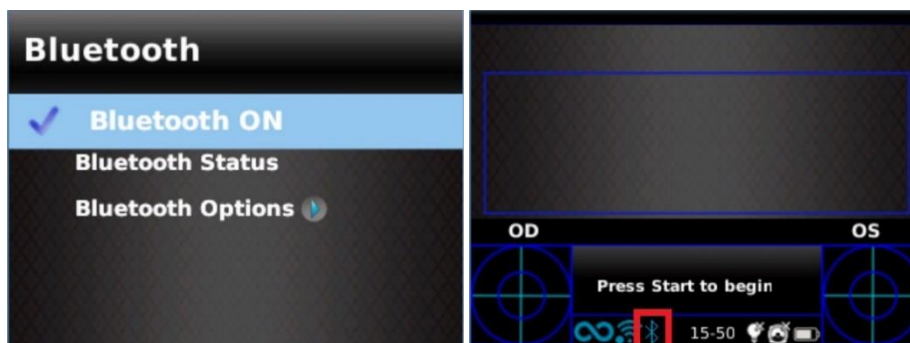 Bluetooth
Bluetooth ON
Bluetooth Status
Bluetooth Options
OD
OS
Press Start to begin
15-50